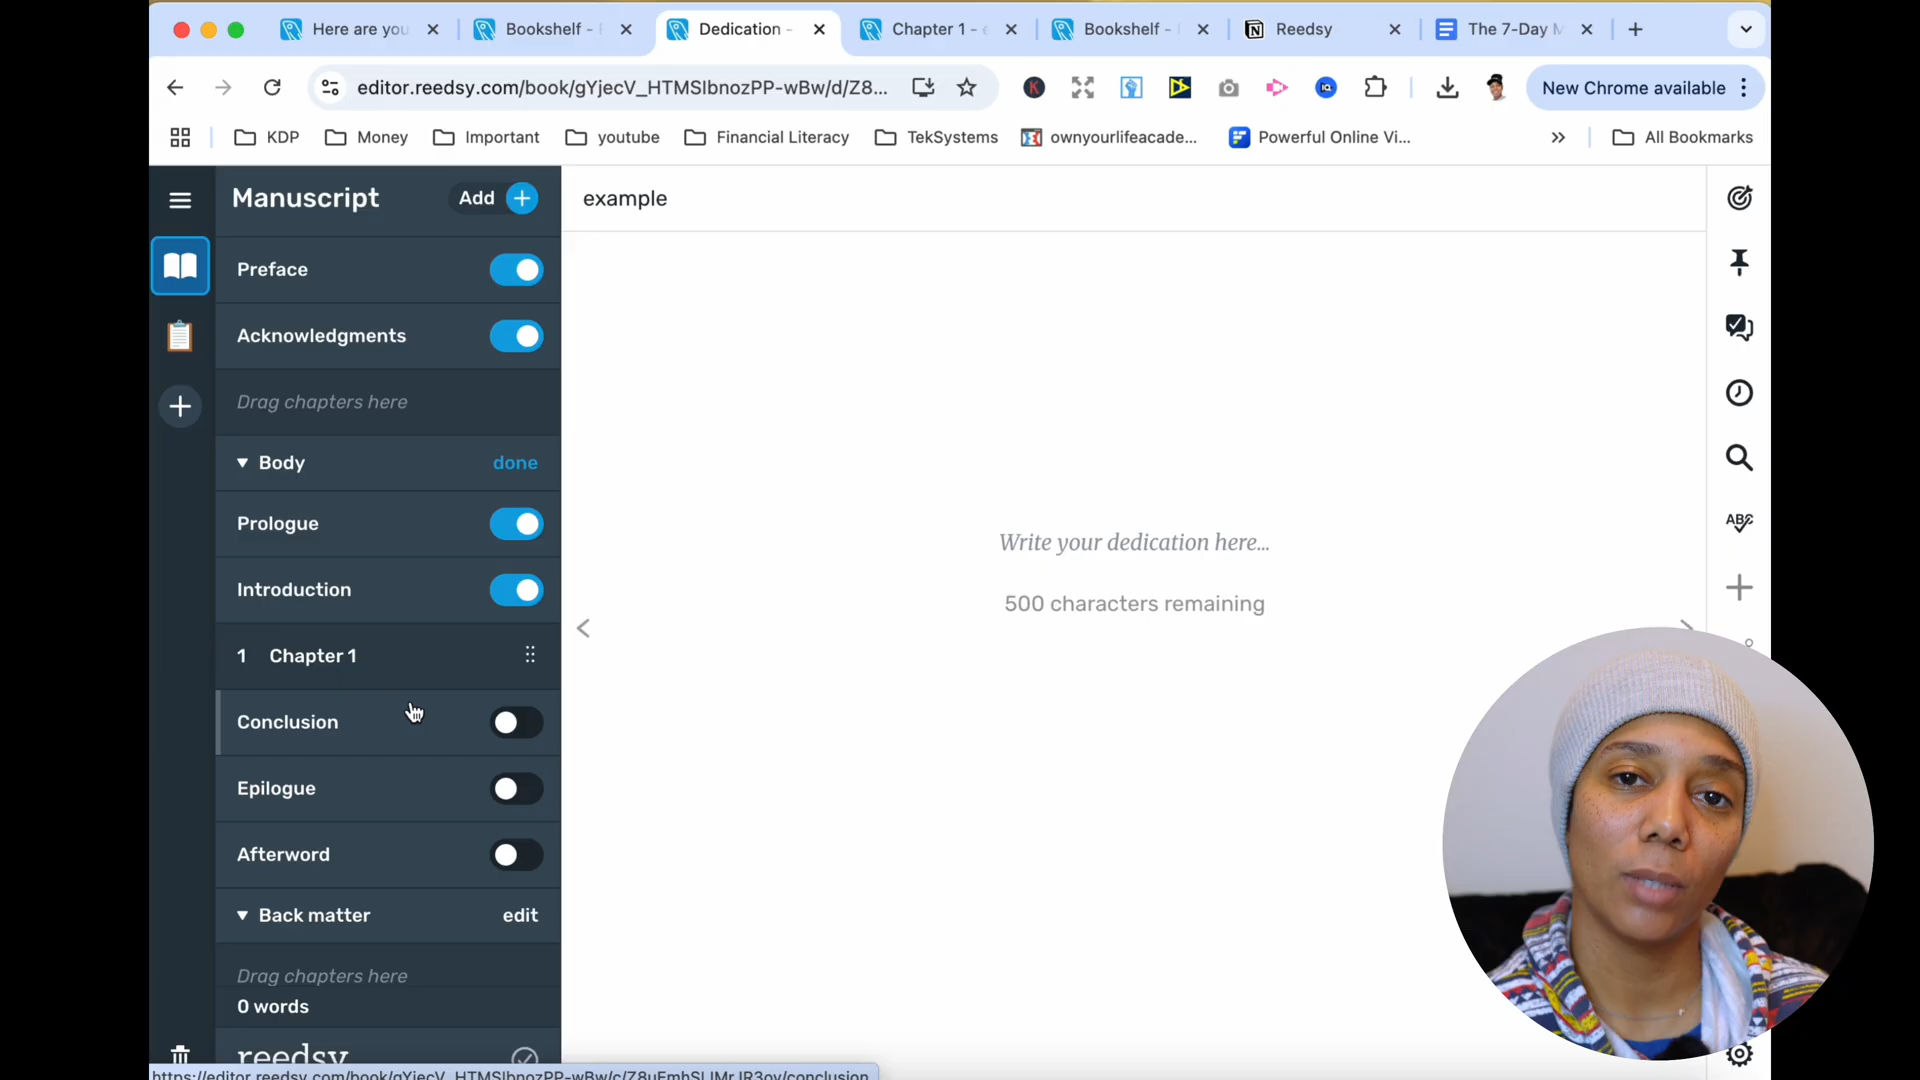 Here are you
Bookshelf -
Dedication -
Chapter 1 -
Bookshelf -
Reedsy
The 7-Day M
editor.reedsy.com/book/gYjecV_HTMSlbnozPP-wBw/d/Z8...
New Chrome available
KDP
Money
Important
youtube
Financial Literacy
TekSystems
ownyourlifeacade...
Powerful Online Vi...
All Bookmarks
Manuscript
Add
example
Preface
Acknowledgments
Drag chapters here
Body
done
Prologue
Introduction
1 Chapter 1
Conclusion
Epilogue
Afterword
Back matter
edit
Drag chapters here
0 words
reedsy
Write your dedication here...
500 characters remaining
ABC